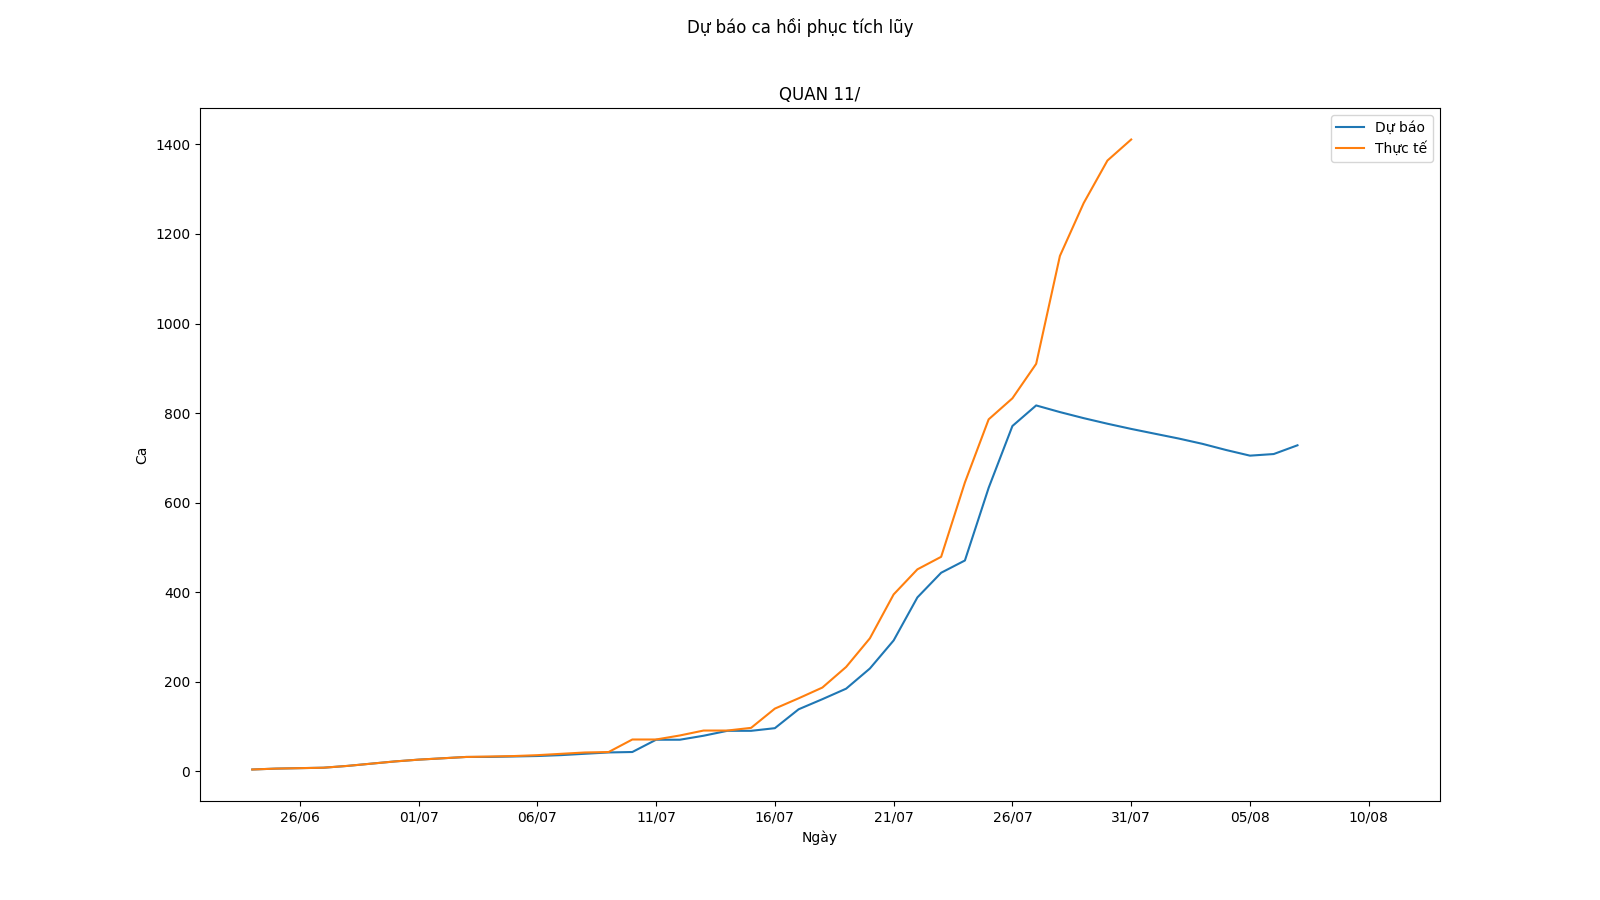 Dự báo ca hồi phục tích lũy
QUAN 11/
Dự báo
Thực tế
1400
1200
1000
800
600
400
200
0
Ca
26/06 01/07 06/07 11/07 16/07 21/07 26/07 31/07 05/08 10/08
Ngày